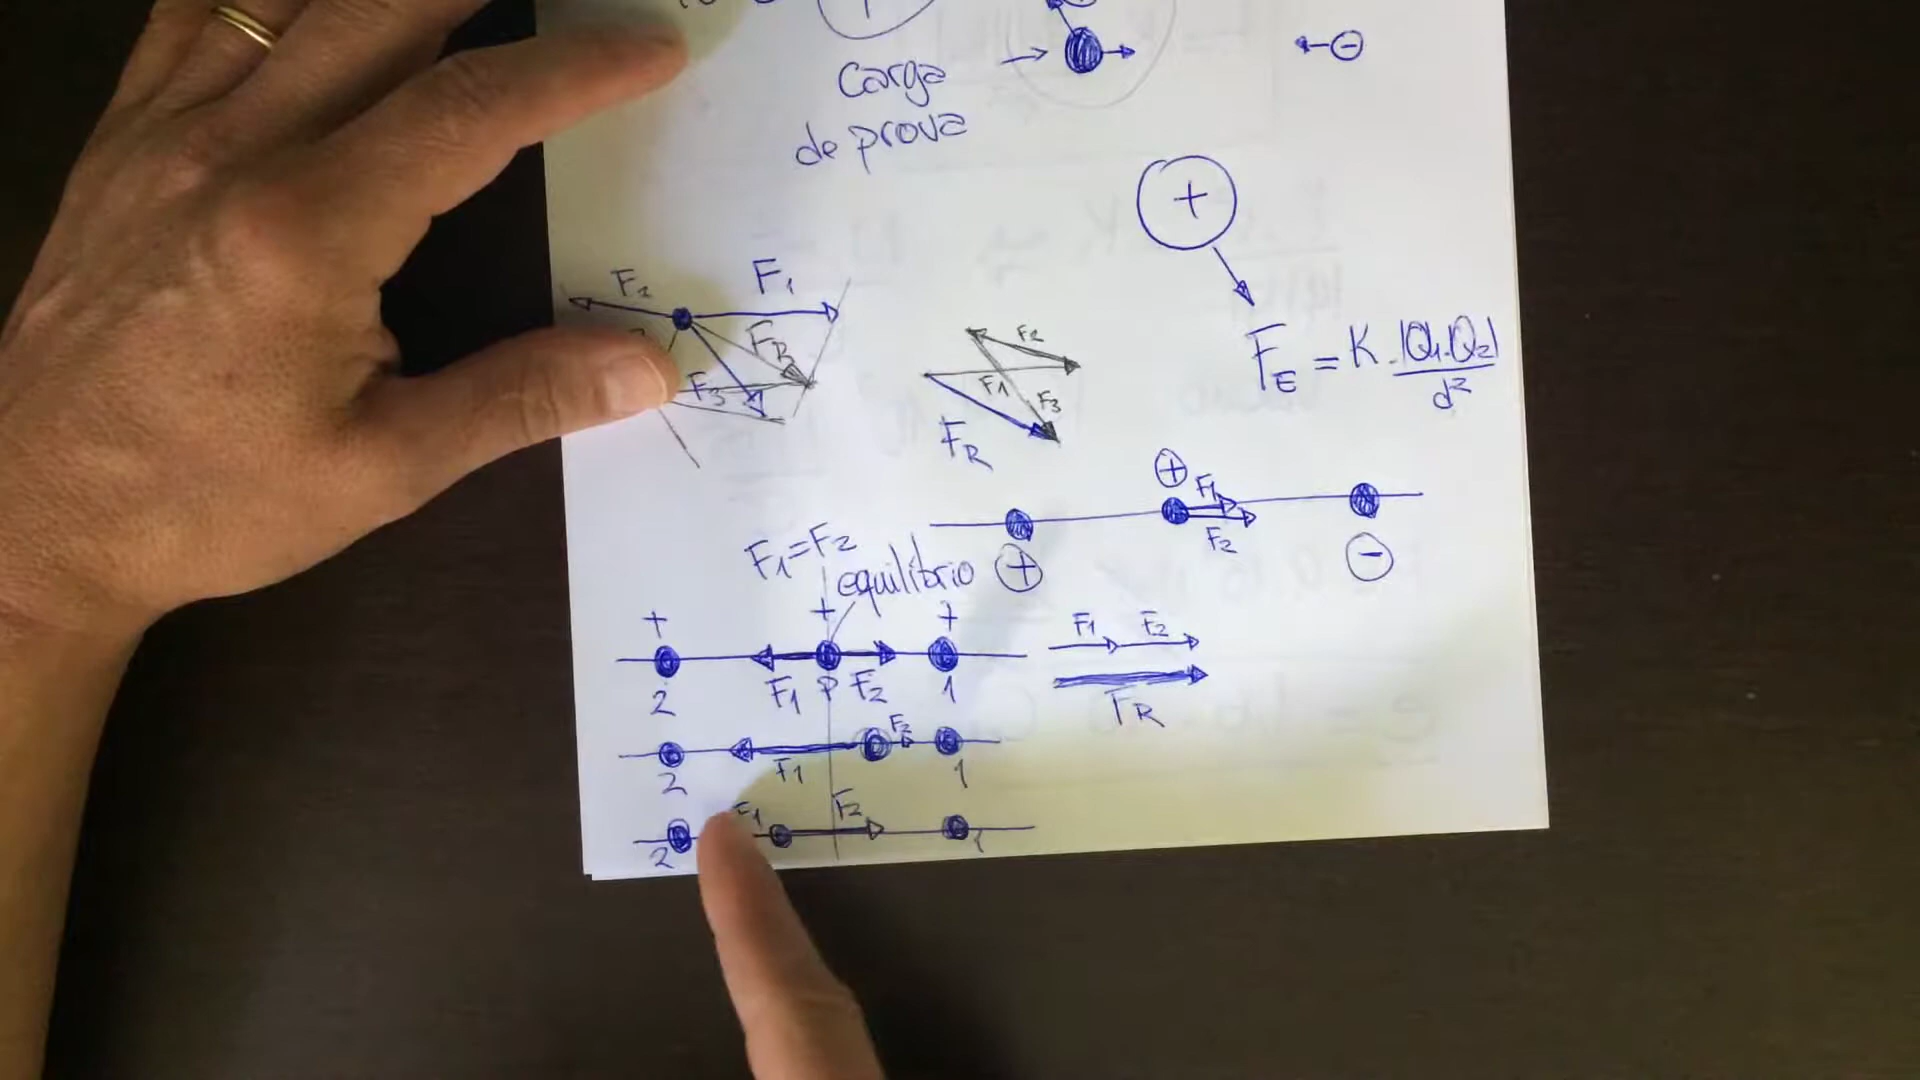 +
Carga
de prova
-
+
F2
F1
FR
F3
F2
F1
F3
FR
FE = K . |Q1.Q2|
d²
+
F1
F2
+
-
F1=F2
equilíbrio
+ + +
F1 P F2
2 1
F1 F2
FR
F2
F1
2 1
F1 F2
2 1